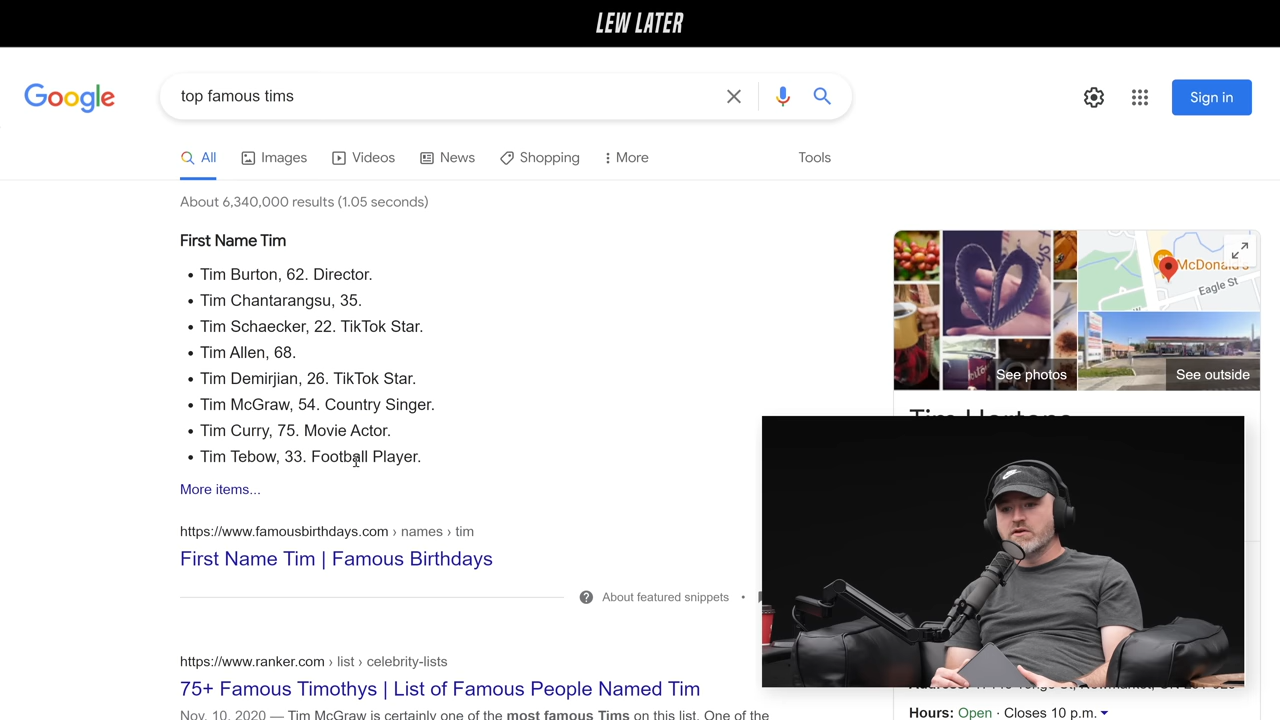 LEW LATER
Google
top famous tims
Sign in
All
Images
Videos
News
Shopping
More
Tools
About 6,340,000 results (1.05 seconds)
First Name Tim
• Tim Burton, 62. Director.
• Tim Chantarangsu, 35.
• Tim Schaecker, 22. TikTok Star.
• Tim Allen, 68.
• Tim Demirjian, 26. TikTok Star.
• Tim McGraw, 54. Country Singer.
• Tim Curry, 75. Movie Actor.
• Tim Tebow, 33. Football Player.
More items...
https://www.famousbirthdays.com › names › tim
First Name Tim | Famous Birthdays
About featured snippets •
https://www.ranker.com › list › celebrity-lists
75+ Famous Timothys | List of Famous People Named Tim
Nov. 10, 2020 — Tim McGraw is certainly one of the most famous Tims on this list. One of the
McDonald's
Eagle St
See photos
See outside
Tim Hortons
Hours: Open · Closes 10 p.m.